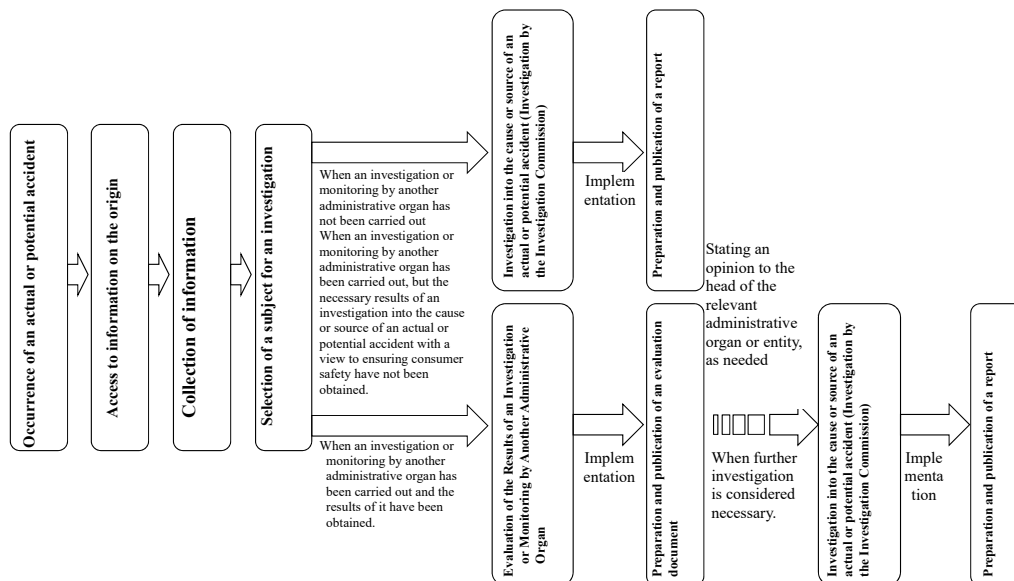 Occurrence of an actual or potential accident
Access to information on the origin
Collection of information
Selection of a subject for an investigation
When an investigation or
monitoring by another
administrative organ has
not been carried out
When an investigation or
monitoring by another
administrative organ has
been carried out, but the
necessary results of an
investigation into the cause
or source of an actual or
potential accident with a
view to ensuring consumer
safety have not been
obtained.
When an investigation or
monitoring by another
administrative organ has
been carried out and the
results of it have been
obtained.
Investigation into the cause or source of an
actual or potential accident (Investigation by
the Investigation Commission)
Implem
entation
Preparation and publication of a report
Evaluation of the Results of an Investigation
or Monitoring by Another Administrative
Organ
Implem
entation
Preparation and publication of an evaluation
document
Stating an
opinion to the
head of the
relevant
administrative
organ or entity,
as needed
When further
investigation
is considered
necessary.
Investigation into the cause or source of an
actual or potential accident (Investigation by
the Investigation Commission)
Imple
menta
tion
Preparation and publication of a report